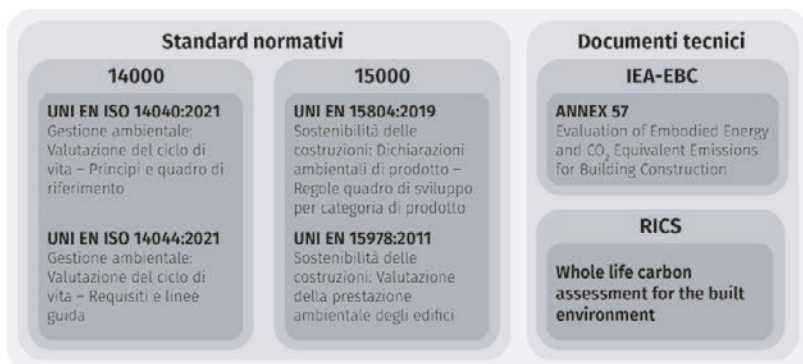 Standard normativi
14000
UNI EN ISO 14040:2021
Gestione ambientale:
Valutazione del ciclo di
vita – Principi e quadro di
riferimento
UNI EN ISO 14044:2021
Gestione ambientale:
Valutazione del ciclo di
vita – Requisiti e linee
guida
15000
UNI EN 15804:2019
Sostenibilità delle
costruzioni: Dichiarazioni
ambientali di prodotto –
Regole quadro di sviluppo
per categoria di prodotto
UNI EN 15978:2011
Sostenibilità delle
costruzioni: Valutazione
della prestazione
ambientale degli edifici
Documenti tecnici
IEA-EBC
ANNEX 57
Evaluation of Embodied Energy
and CO₂ Equivalent Emissions
for Building Construction
RICS
Whole life carbon
assessment for the built
environment